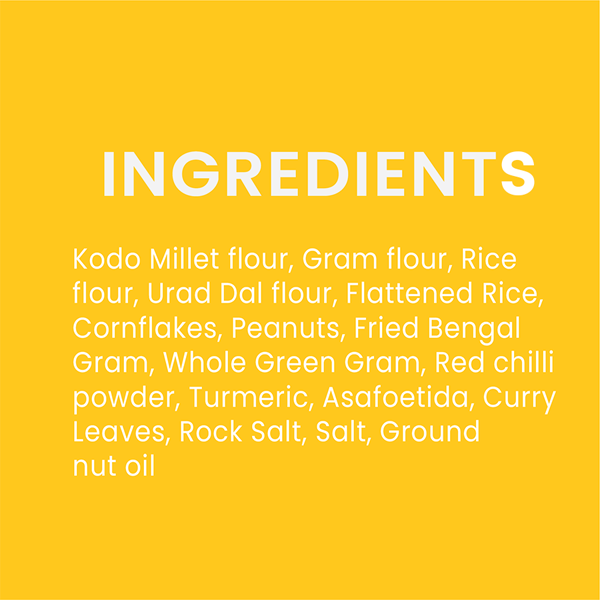 INGREDIENTS
Kodo Millet flour, Gram flour, Rice
flour, Urad Dal flour, Flattened Rice,
Cornflakes, Peanuts, Fried Bengal
Gram, Whole Green Gram, Red chilli
powder, Turmeric, Asafoetida, Curry
Leaves, Rock Salt, Salt, Ground
nut oil